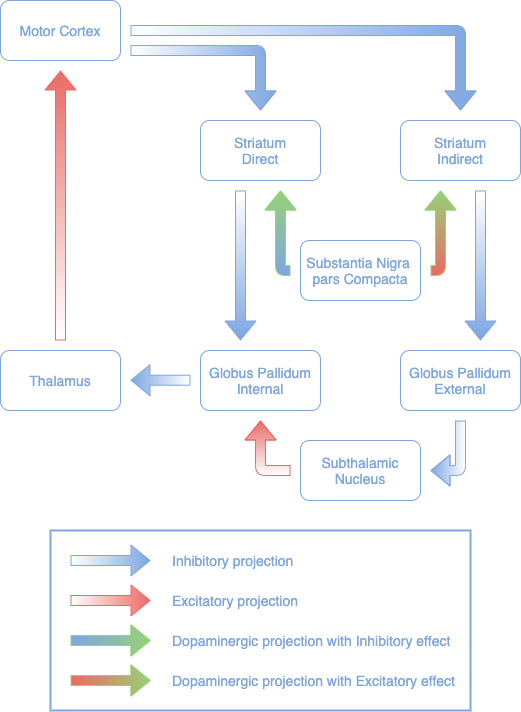 Motor Cortex
Striatum
Direct
Striatum
Indirect
Substantia Nigra
pars Compacta
Thalamus
Globus Pallidum
Internal
Globus Pallidum
External
Subthalamic
Nucleus
Inhibitory projection
Excitatory projection
Dopaminergic projection with Inhibitory effect
Dopaminergic projection with Excitatory effect